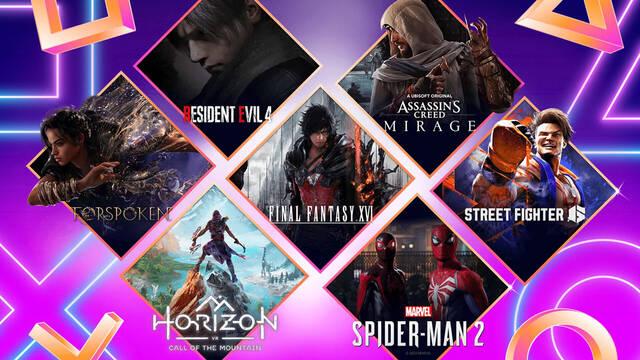 RESIDENT EVIL 4
A UBISOFT ORIGINAL
ASSASSIN'S
CREED
MIRAGE
FORSPOKEN
FINAL FANTASY XVI
STREET FIGHTER 6
HORIZON
VR
CALL OF THE MOUNTAIN
MARVEL
SPIDER-MAN 2